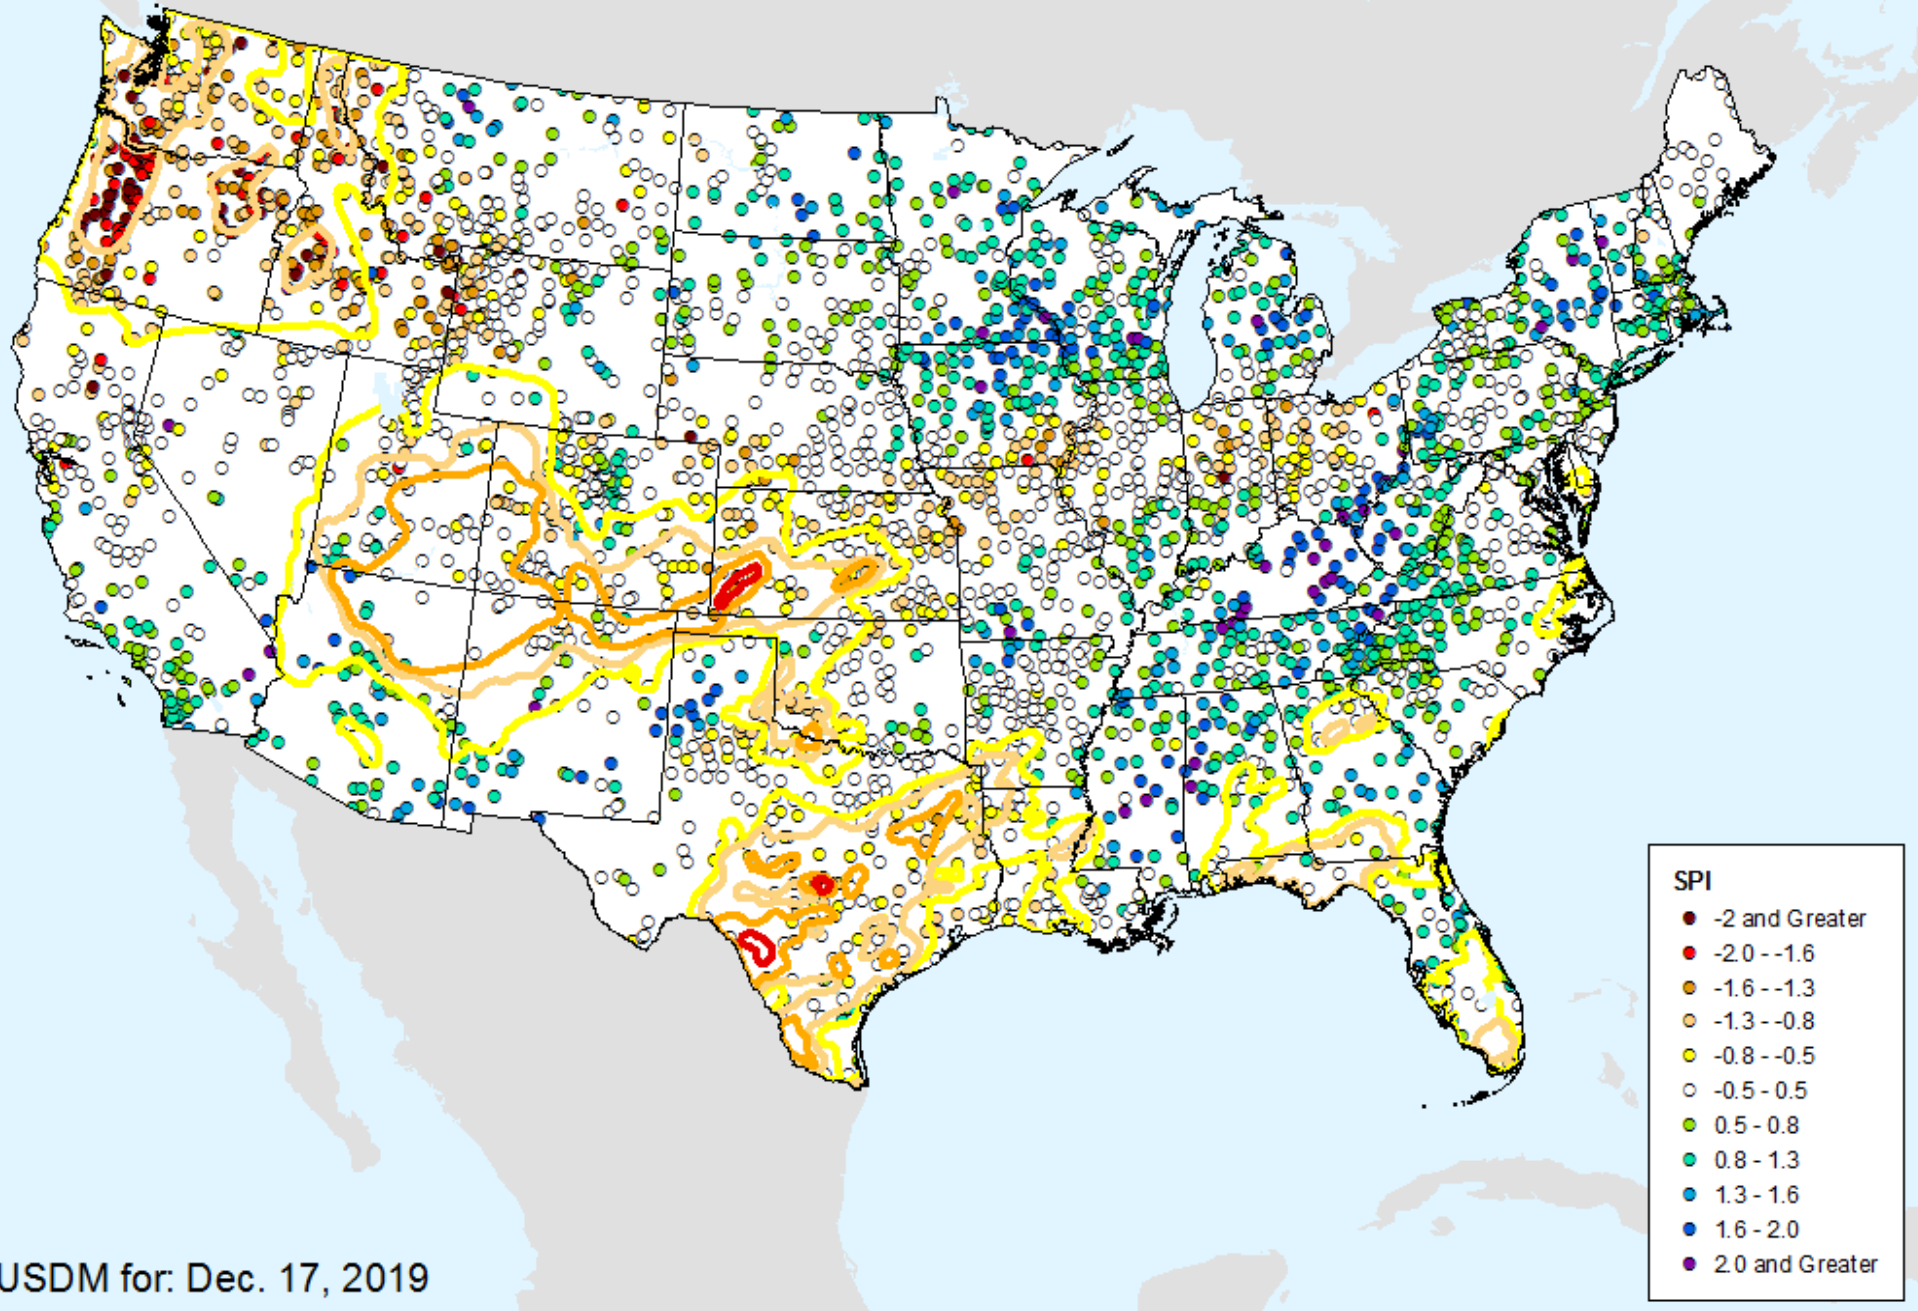 SPI
-2 and Greater
-2.0 - -1.6
-1.6 - -1.3
-1.3 - -0.8
-0.8 - -0.5
-0.5 - 0.5
0.5 - 0.8
0.8 - 1.3
1.3 - 1.6
1.6 - 2.0
2.0 and Greater
USDM for: Dec. 17, 2019